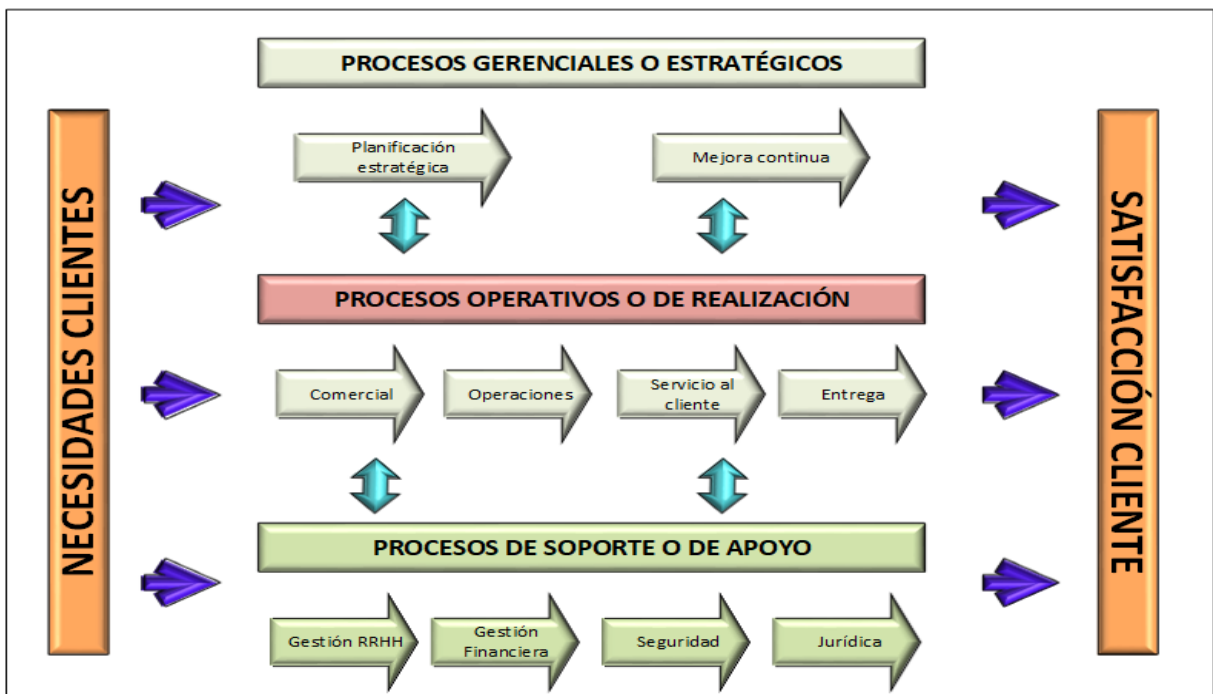 PROCESOS GERENCIALES O ESTRATÉGICOS
NECESIDADES CLIENTES
Planificación
estratégica
Mejora continua
SATISFACCIÓN CLIENTE
PROCESOS OPERATIVOS O DE REALIZACIÓN
Comercial
Operaciones
Servicio al
cliente
Entrega
PROCESOS DE SOPORTE O DE APOYO
Gestión RRHH
Gestión
Financiera
Seguridad
Jurídica